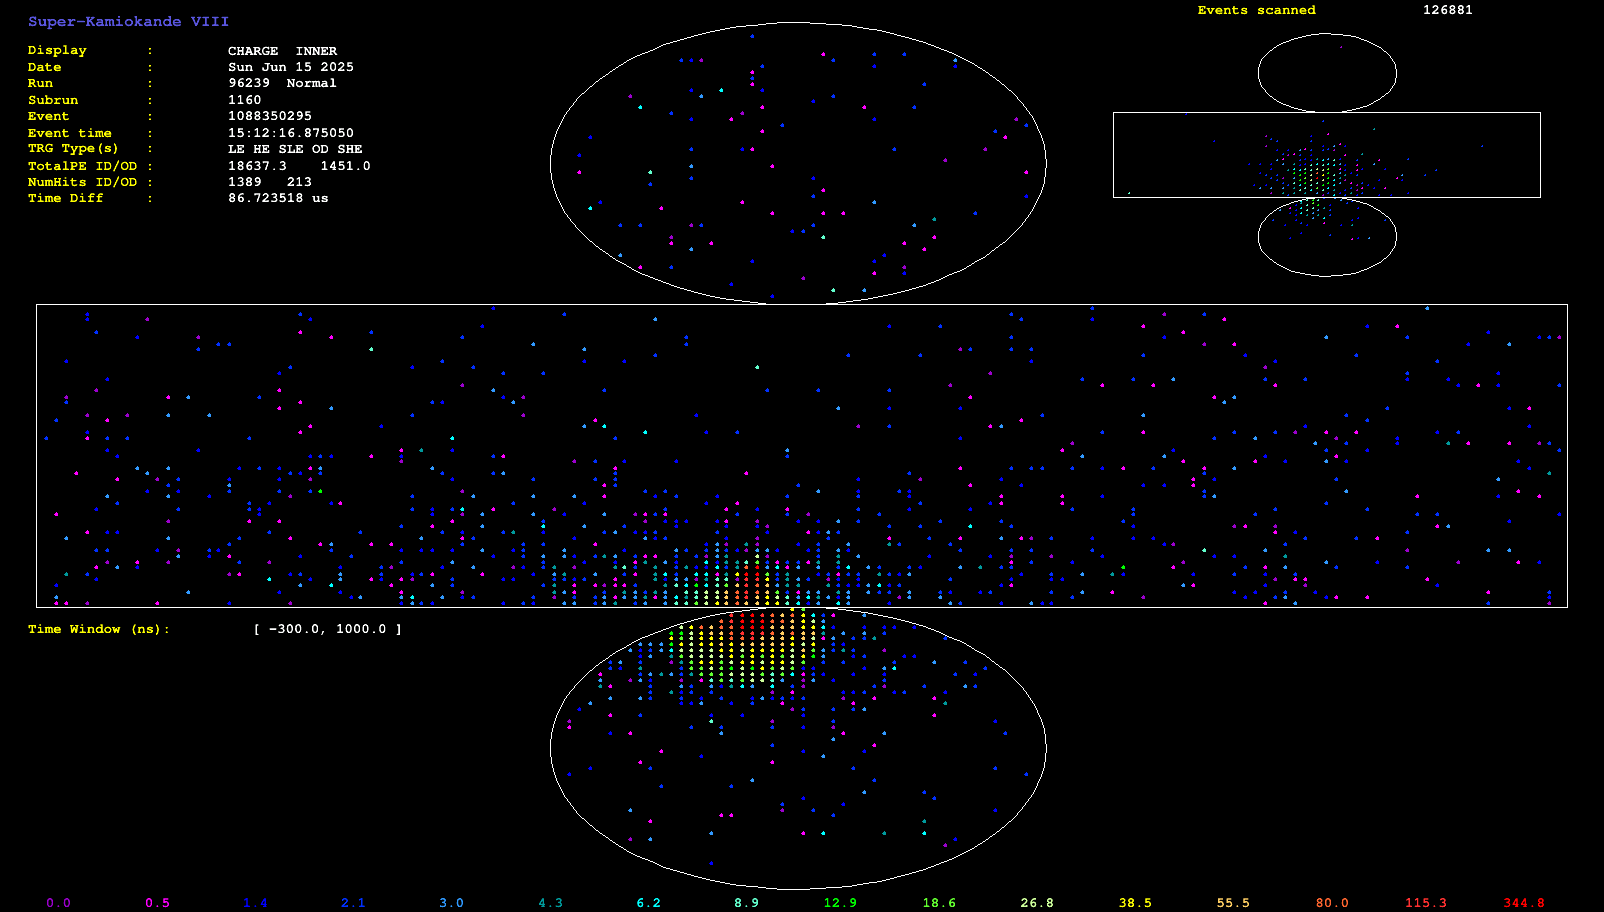 Super-Kamiokande VIII
Events scanned 126881
Display : CHARGE INNER
Date : Sun Jun 15 2025
Run : 96239 Normal
Subrun : 1160
Event : 1088350295
Event time : 15:12:16.875050
TRG Type(s) : LE HE SLE OD SHE
TotalPE ID/OD : 18637.3 1451.0
NumHits ID/OD : 1389 213
Time Diff : 86.723518 us
Time Window (ns): [ -300.0, 1000.0 ]
0.0 0.5 1.4 2.1 3.0 4.3 6.2 8.9 12.9 18.6 26.8 38.5 55.5 80.0 115.3 344.8